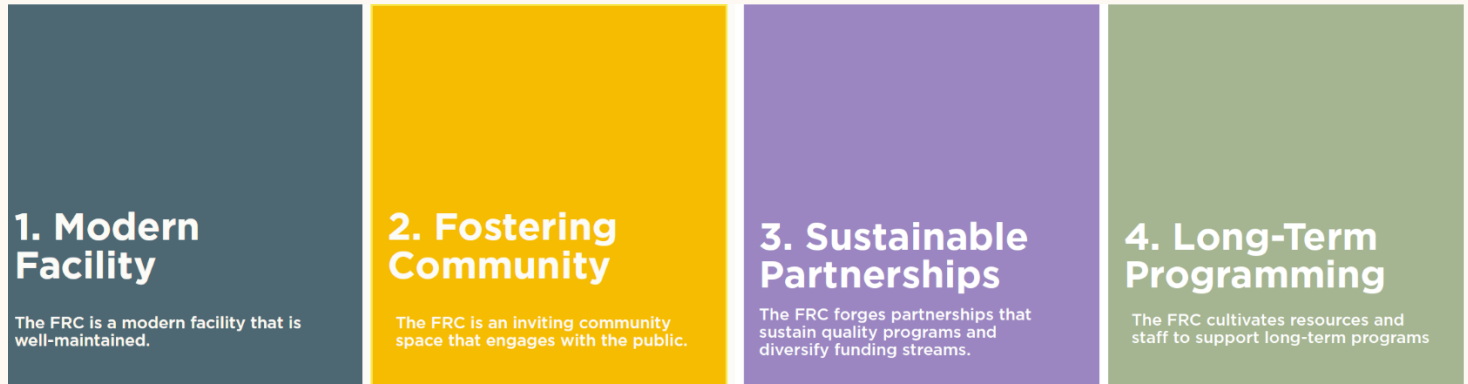 1. Modern
Facility
The FRC is a modern facility that is
well-maintained.
2. Fostering
Community
The FRC is an inviting community
space that engages with the public.
3. Sustainable
Partnerships
The FRC forges partnerships that
sustain quality programs and
diversify funding streams.
4. Long-Term
Programming
The FRC cultivates resources and
staff to support long-term programs